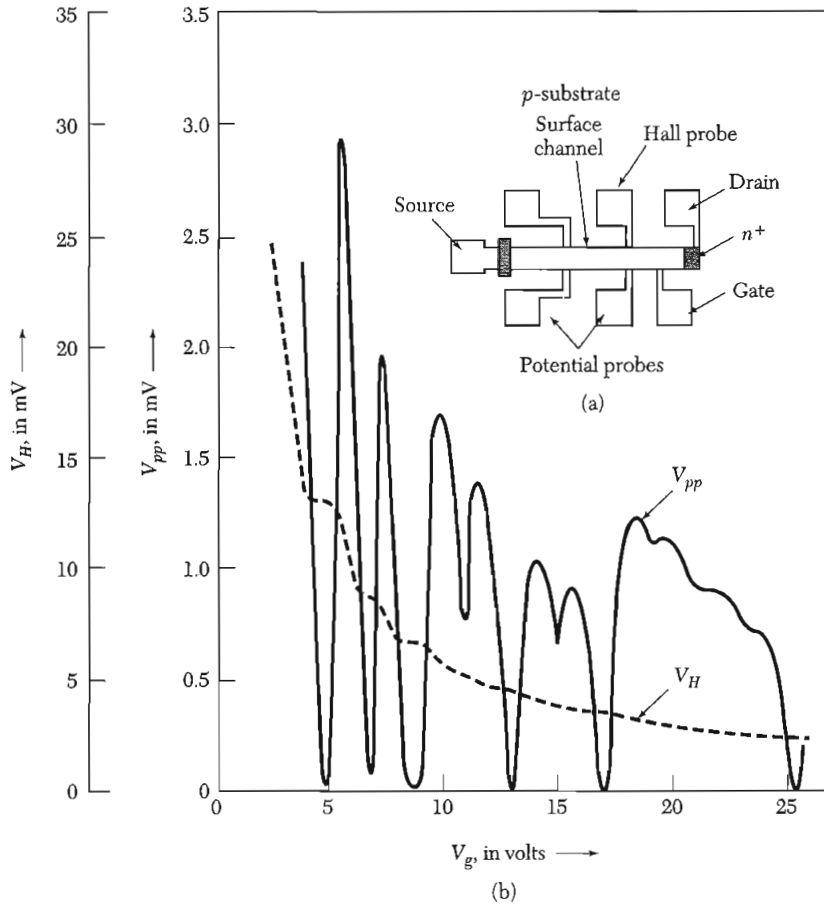 35
30
25
20
15
10
5
0
V_H, in mV →
3.5
3.0
2.5
2.0
1.5
1.0
0.5
0
V_pp, in mV →
p-substrate
Surface
channel
Hall probe
Drain
Source
n⁺
Gate
Potential probes
(a)
V_pp
V_H
0 5 10 15 20 25
V_g, in volts →
(b)